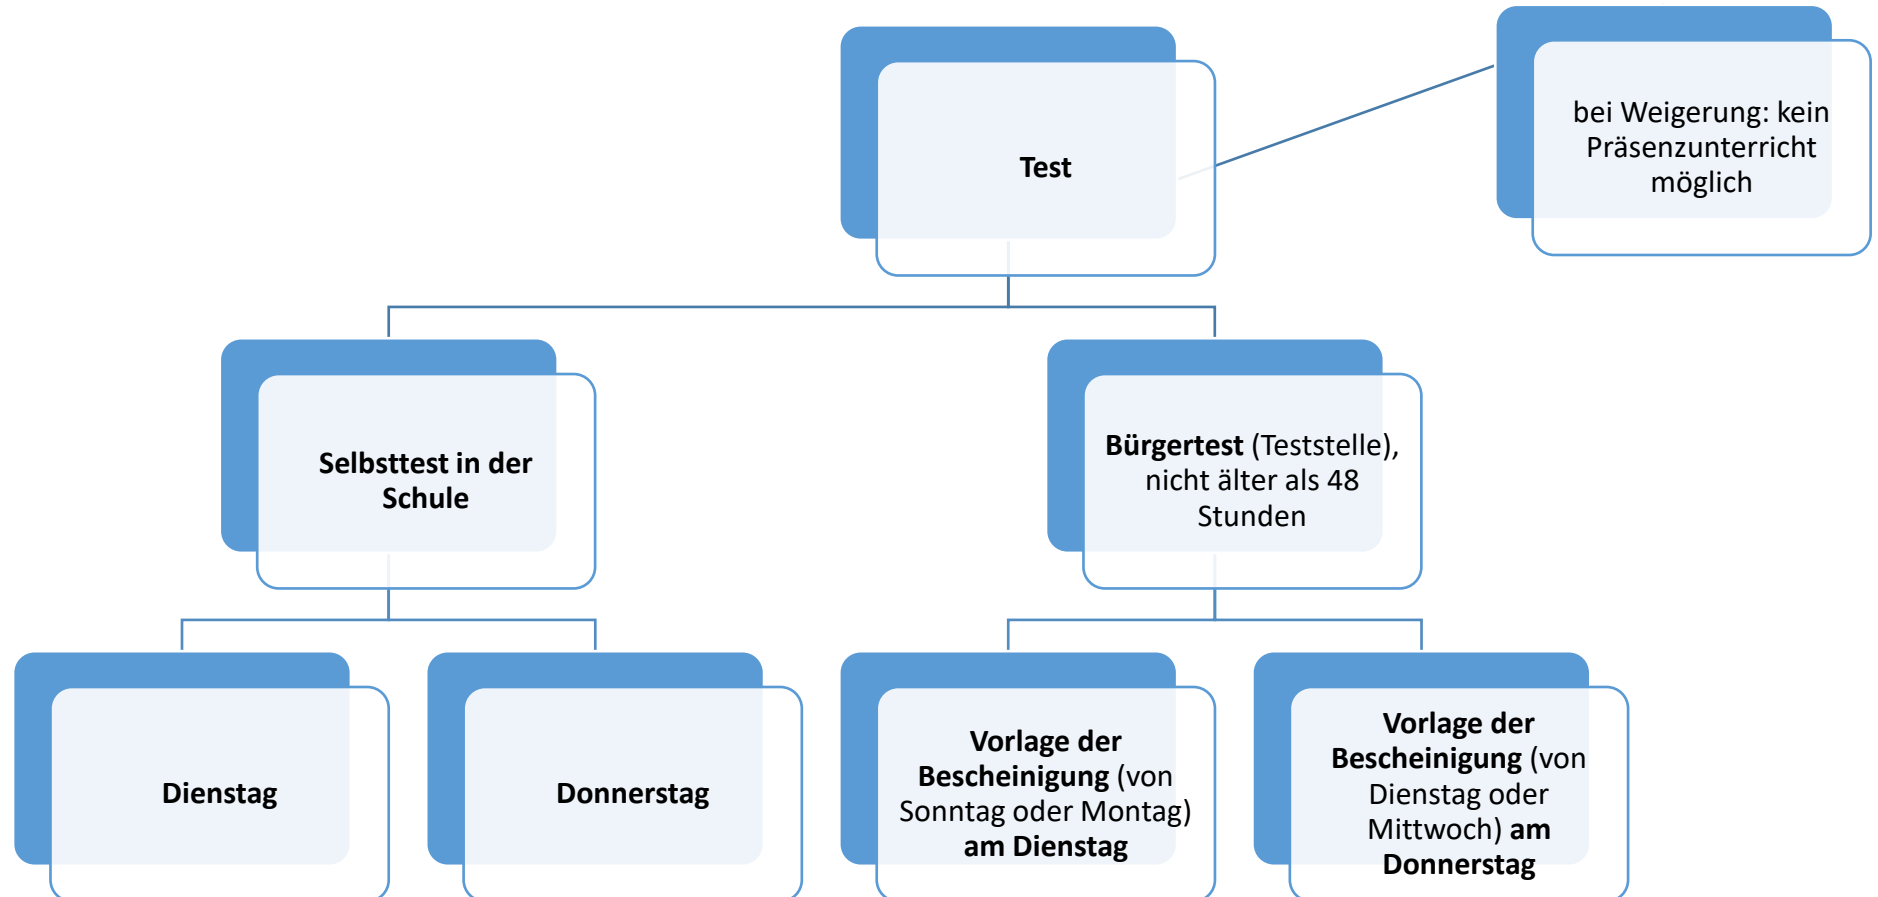 Test
bei Weigerung: kein
Präsenzunterricht
möglich
Selbsttest in der
Schule
Bürgertest (Teststelle),
nicht älter als 48
Stunden
Dienstag
Donnerstag
Vorlage der
Bescheinigung (von
Sonntag oder Montag)
am Dienstag
Vorlage der
Bescheinigung (von
Dienstag oder
Mittwoch) am
Donnerstag